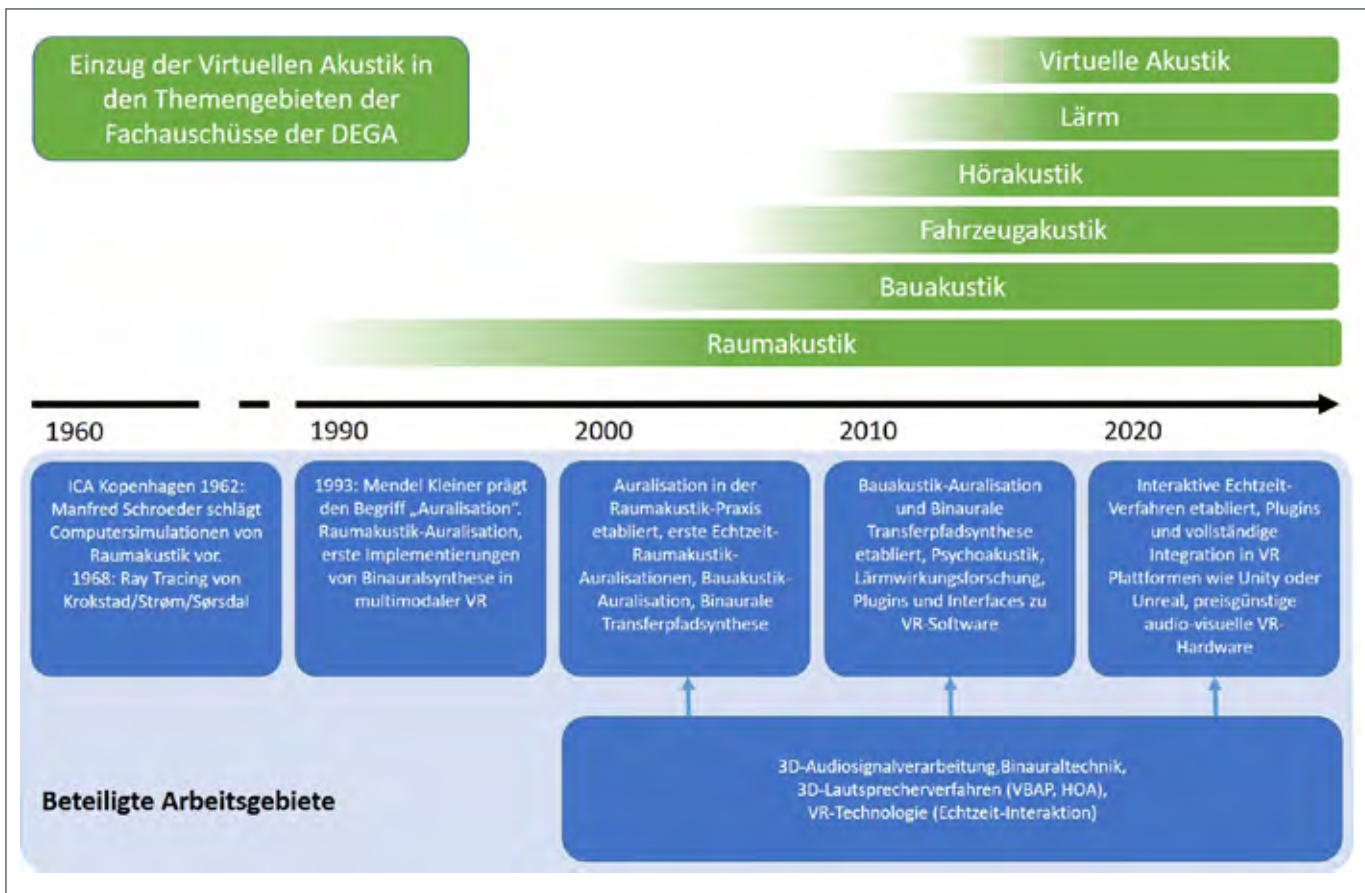 Einzug der Virtuellen Akustik in
den Themengebieten der
Fachauschüsse der DEGA
Virtuelle Akustik
Lärm
Hörakustik
Fahrzeugakustik
Bauakustik
Raumakustik
1960
1990
2000
2010
2020
ICA Kopenhagen 1962:
Manfred Schroeder schlägt
Computersimulationen von
Raumakustik vor.
1968: Ray Tracing von
Krokstad/Strøm/Sørsdal
1993: Mendel Kleiner prägt
den Begriff „Auralisation“.
Raumakustik-Auralisation,
erste Implementierungen
von Binauralsynthese in
multimodaler VR
Auralisation in der
Raumakustik-Praxis
etabliert, erste Echtzeit-
Raumakustik-
Auralisationen, Bauakustik-
Auralisation, Binaurale
Transferpfadsynthese
Bauakustik-Auralisation
und Binaurale
Transferpfadsynthese
etabliert, Psychoakustik,
Lärmwirkungsforschung,
Plugins und Interfaces zu
VR-Software
Interaktive Echtzeit-
Verfahren etabliert, Plugins
und vollständige
Integration in VR
Plattformen wie Unity oder
Unreal, preisgünstige
audio-visuelle VR-
Hardware
Beteiligte Arbeitsgebiete
3D-Audiosignalverarbeitung,Binauraltechnik,
3D-Lautsprecherverfahren (VBAP, HOA),
VR-Technologie (Echtzeit-Interaktion)